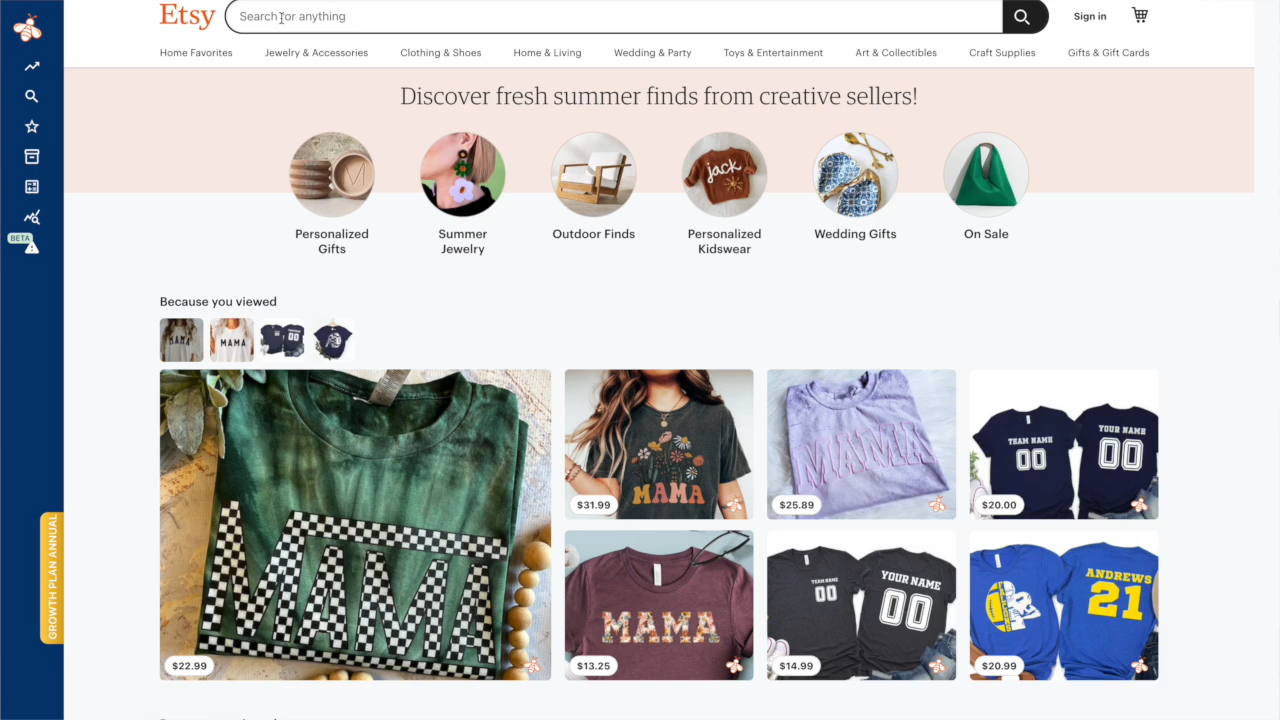 Etsy
Search for anything
Sign in
Home Favorites
Jewelry & Accessories
Clothing & Shoes
Home & Living
Wedding & Party
Toys & Entertainment
Art & Collectibles
Craft Supplies
Gifts & Gift Cards
BETA
GROWTH PLAN ANNUAL
Discover fresh summer finds from creative sellers!
M
jack
Personalized
Gifts
Summer
Jewelry
Outdoor Finds
Personalized
Kidswear
Wedding Gifts
On Sale
Because you viewed
MAMA
MAMA
00
MAMA
$22.99
MAMA
$31.99
MAMA
$25.89
TEAM NAME
00
YOUR NAME
00
$20.00
MAMA
$13.25
TEAM NAME
00
YOUR NAME
00
$14.99
ANDREWS
21
$20.99